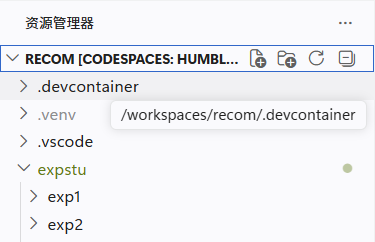 资源管理器
RECOM [CODESPACES: HUMBL...
.devcontainer
.venv
/workspaces/recom/.devcontainer
.vscode
expstu
exp1
exp2